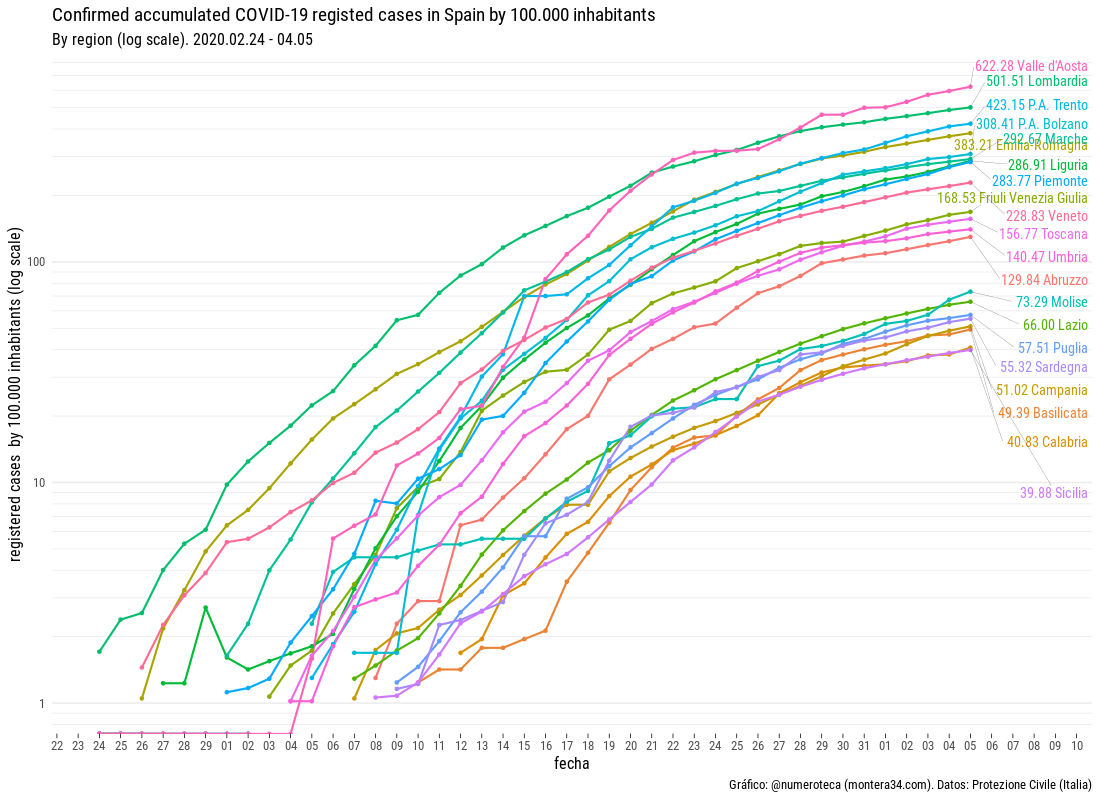 Confirmed accumulated COVID-19 registed cases in Spain by 100.000 inhabitants
By region (log scale). 2020.02.24 - 04.05
registered cases by 100.000 inhabitants (log scale)
100
10
1
622.28 Valle d'Aosta
501.51 Lombardia
423.15 P.A. Trento
308.41 P.A. Bolzano
292.67 Marche
383.21 Emilia-Romagna
286.91 Liguria
283.77 Piemonte
168.53 Friuli Venezia Giulia
228.83 Veneto
156.77 Toscana
140.47 Umbria
129.84 Abruzzo
73.29 Molise
66.00 Lazio
57.51 Puglia
55.32 Sardegna
51.02 Campania
49.39 Basilicata
40.83 Calabria
39.88 Sicilia
22 23 24 25 26 27 28 29 01 02 03 04 05 06 07 08 09 10 11 12 13 14 15 16 17 18 19 20 21 22 23 24 25 26 27 28 29 30 31 01 02 03 04 05 06 07 08 09 10
fecha
Gráfico: @numeroteca (montera34.com). Datos: Protezione Civile (Italia)